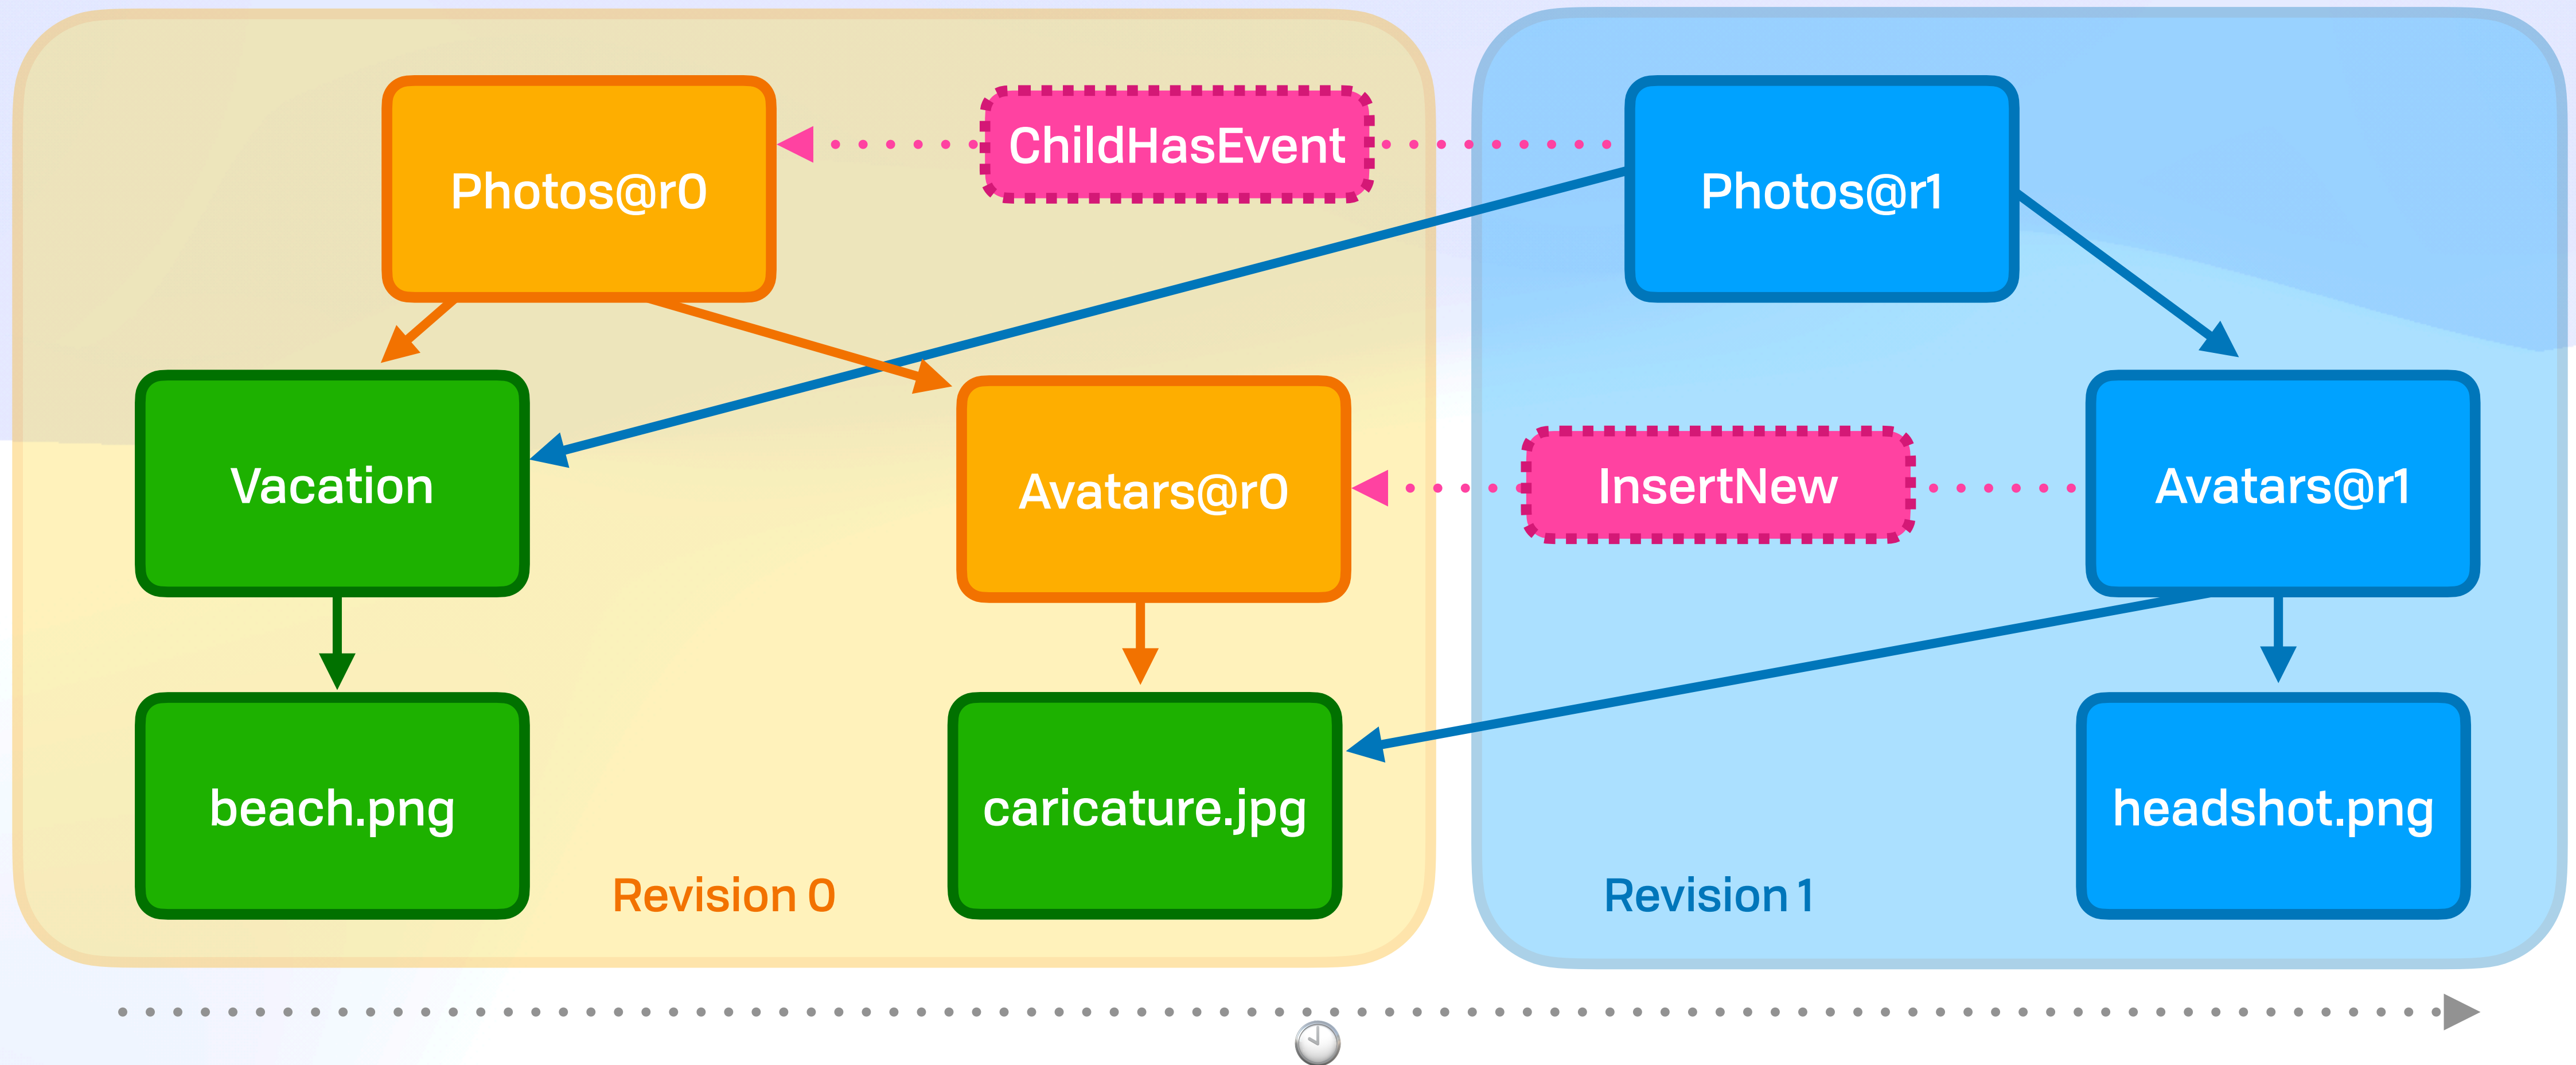 Photos@r0
ChildHasEvent
Photos@r1
Vacation
Avatars@r0
InsertNew
Avatars@r1
beach.png
caricature.jpg
headshot.png
Revision 0
Revision 1